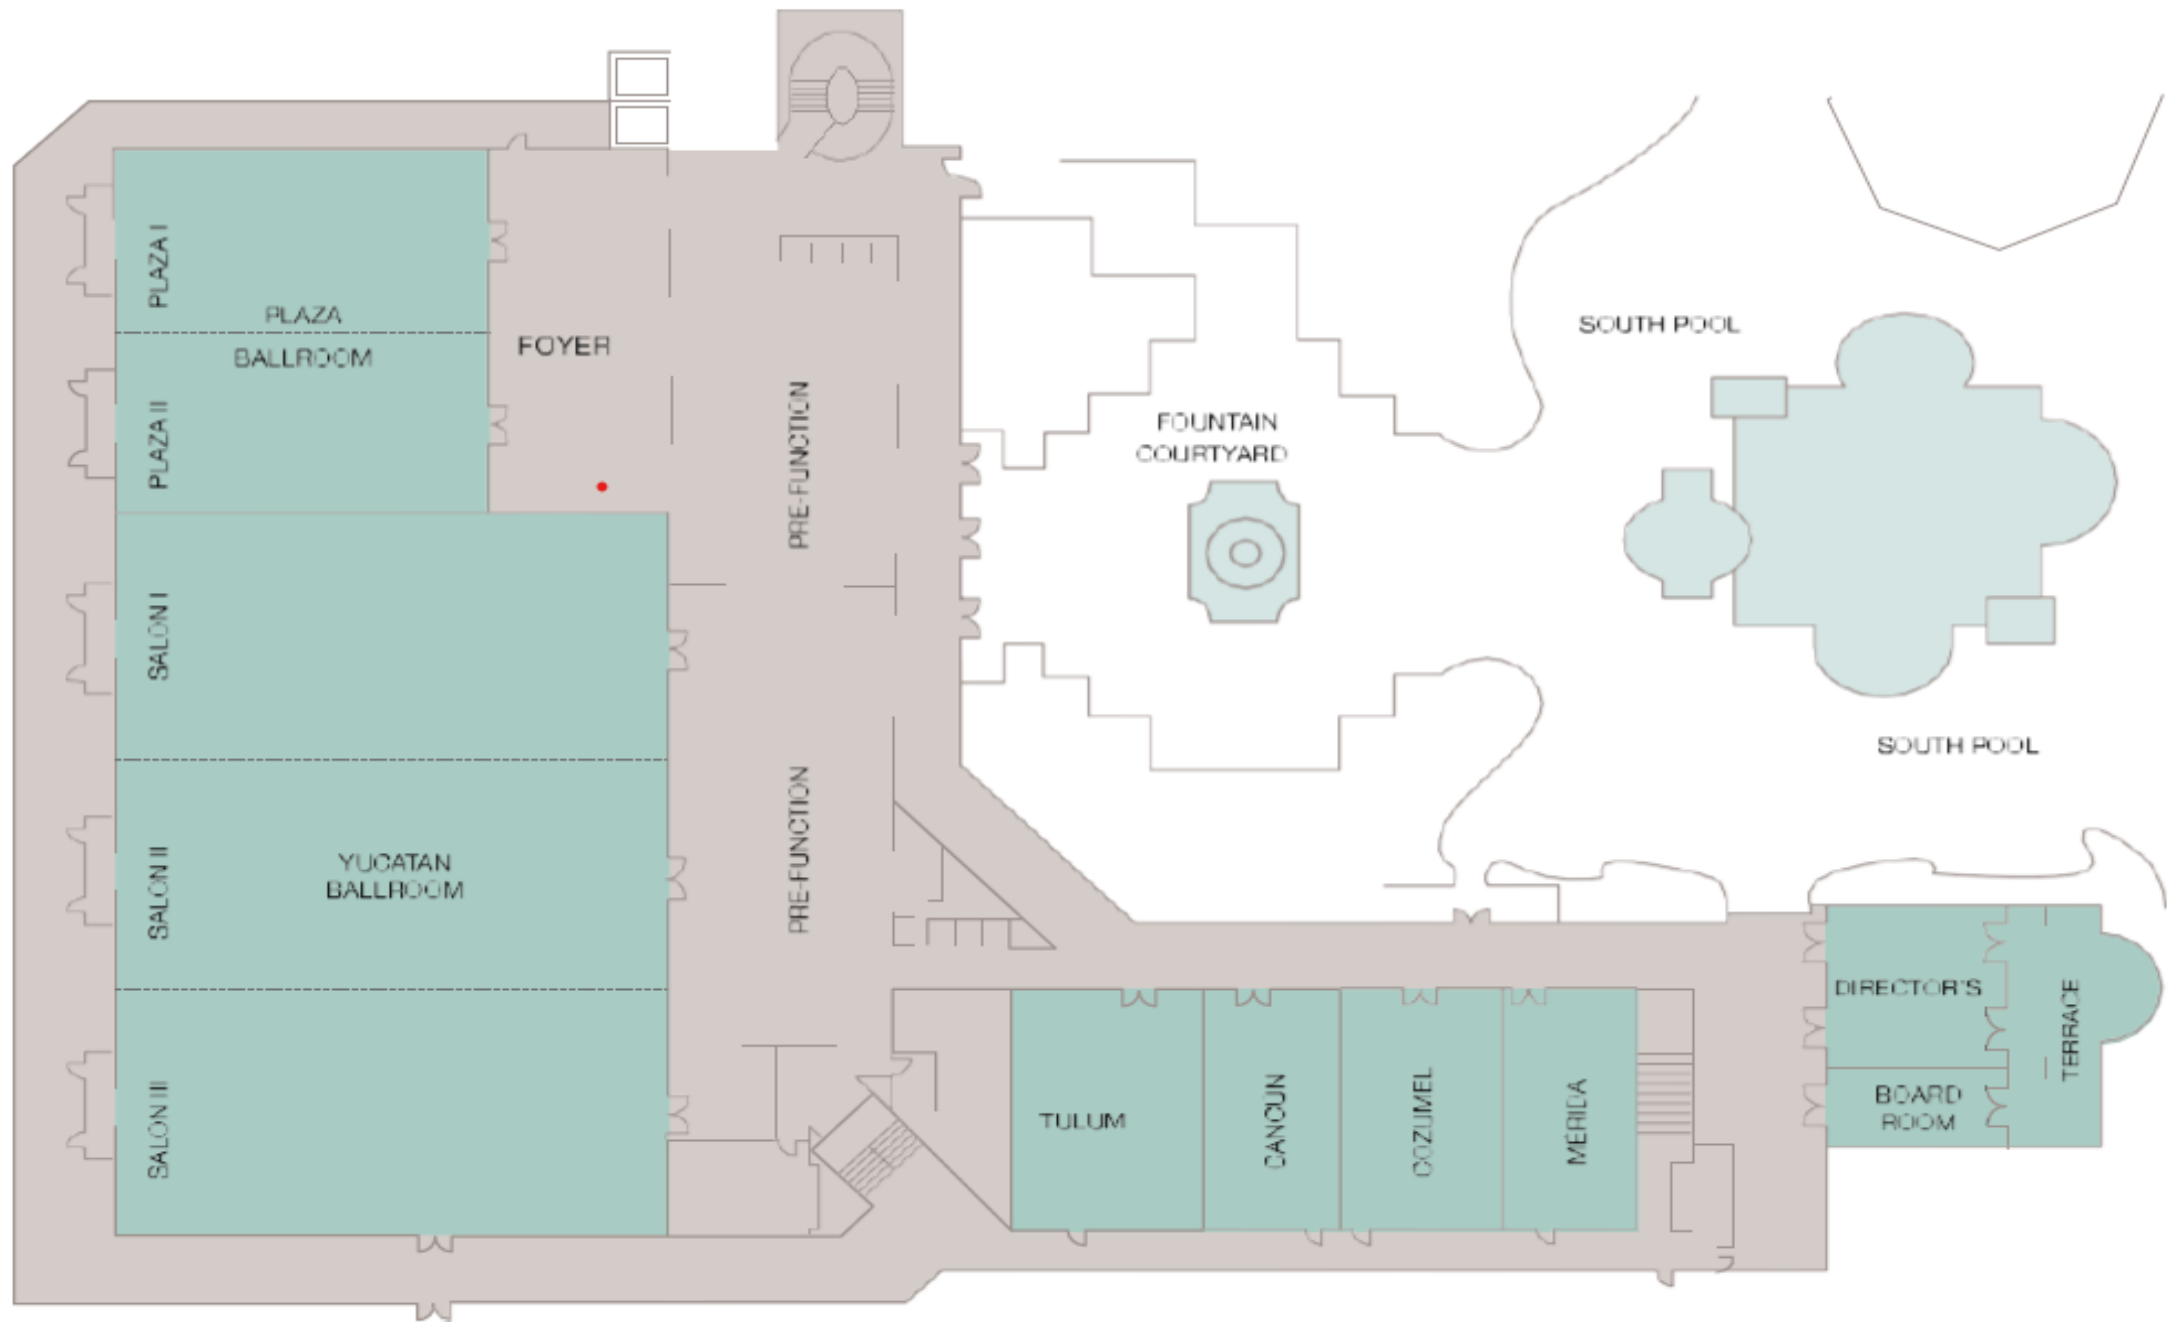 PLAZA I
PLAZA
BALLROOM
PLAZA II
FOYER
PRE-FUNCTION
FOUNTAIN
COURTYARD
SOUTH POOL
SALON I
SALON II
YUCATAN
BALLROOM
PRE-FUNCTION
SOUTH POOL
SALON III
TULUM
CANCUN
COZUMEL
MÉRIDA
DIRECTOR'S
TERRACE
BOARD
ROOM